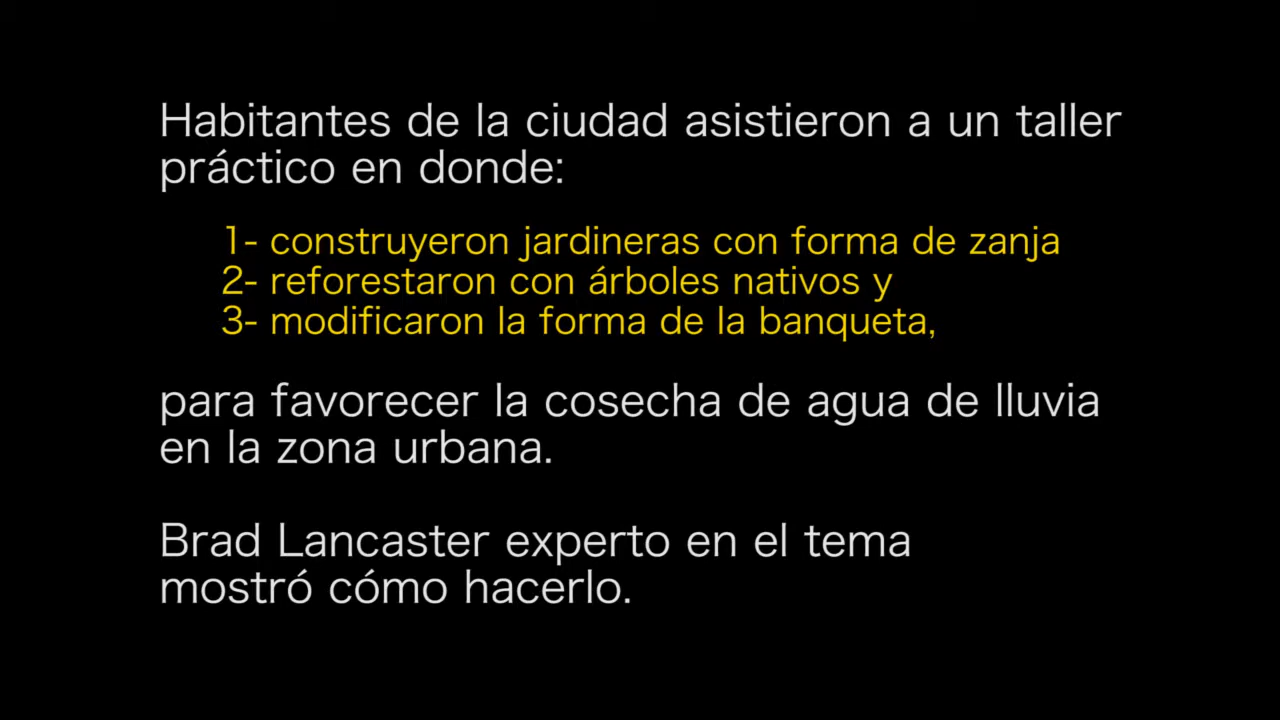 Habitantes de la ciudad asistieron a un taller
práctico en donde:
1- construyeron jardineras con forma de zanja
2- reforestaron con árboles nativos y
3- modificaron la forma de la banqueta,
para favorecer la cosecha de agua de lluvia
en la zona urbana.
Brad Lancaster experto en el tema
mostró cómo hacerlo.